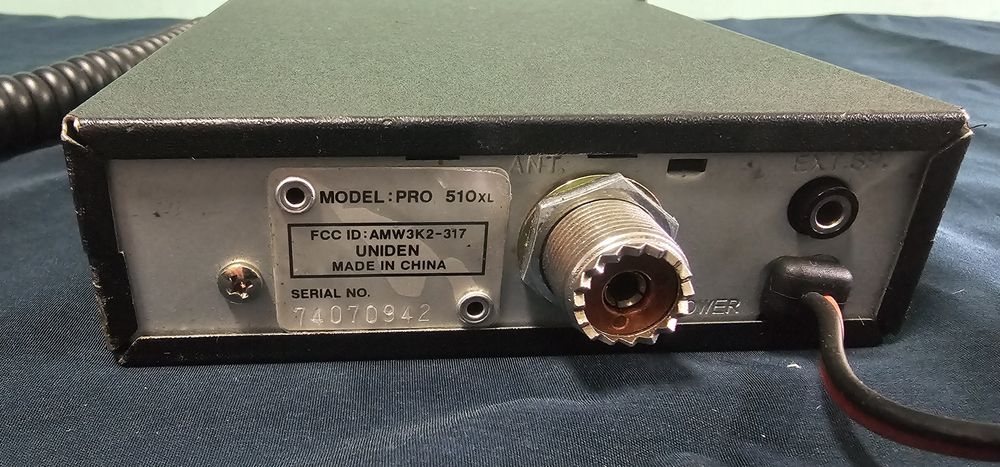 ANT.
EXT.SP.
MODEL:PRO 510XL
FCC ID:AMW3K2-317
UNIDEN
MADE IN CHINA
SERIAL NO.
74070942
POWER